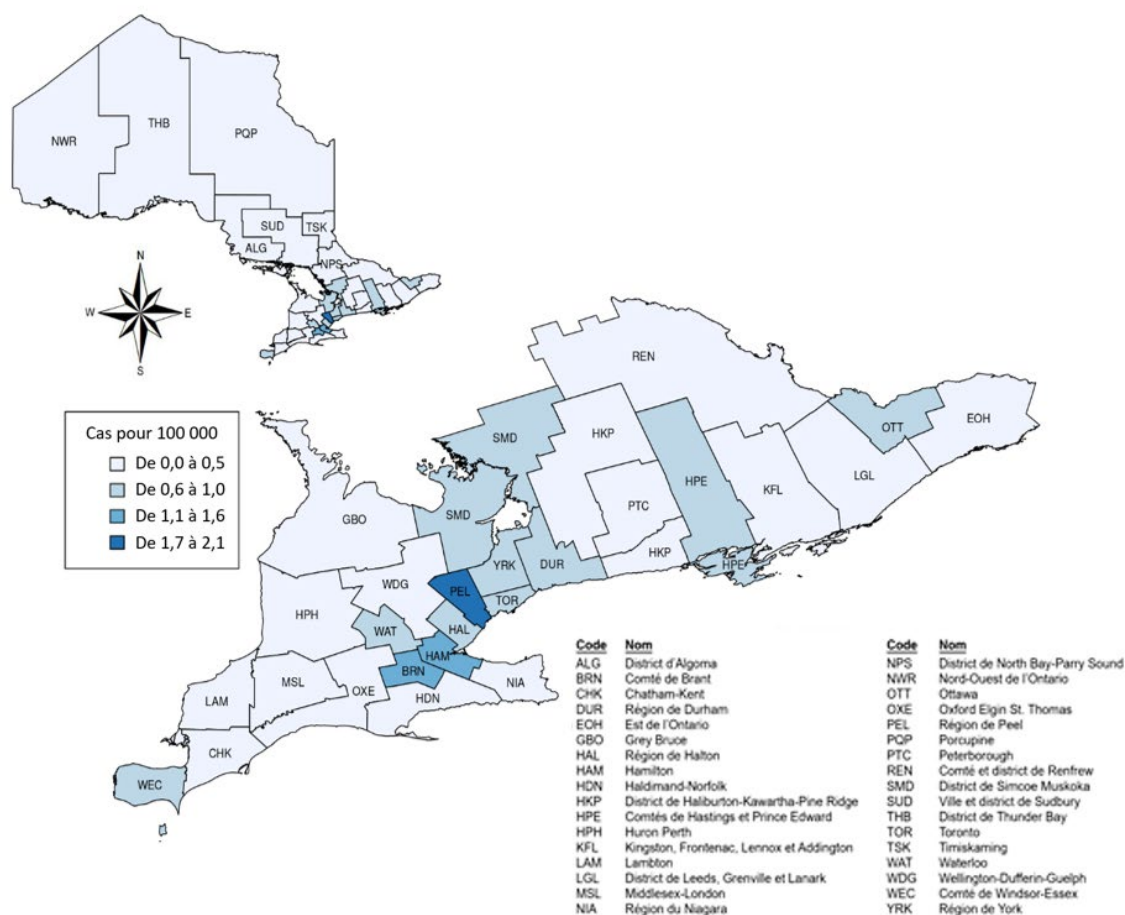 NWR
THB
PQP
SUD
TSK
ALG
NPS
N
W
E
S
Cas pour 100 000
De 0,0 à 0,5
De 0,6 à 1,0
De 1,1 à 1,6
De 1,7 à 2,1
REN
SMD
HKP
OTT
EOH
HPE
LGL
KFL
PTC
GBO
SMD
HKP
YRK
DUR
HPE
WDG
PEL
TOR
HPH
WAT
HAL
HAM
BRN
MSL
OXE
NIA
LAM
HDN
CHK
WEC
Code Nom
ALG District d'Algoma
BRN Comté de Brant
CHK Chatham-Kent
DUR Région de Durham
EOH Est de l'Ontario
GBO Grey Bruce
HAL Région de Halton
HAM Hamilton
HDN Haldimand-Norfolk
HKP District de Haliburton-Kawartha-Pine Ridge
HPE Comtés de Hastings et Prince Edward
HPH Huron Perth
KFL Kingston, Frontenac, Lennox et Addington
LAM Lambton
LGL District de Leeds, Grenville et Lanark
MSL Middlesex-London
NIA Région du Niagara
Code Nom
NPS District de North Bay-Parry Sound
NWR Nord-Ouest de l'Ontario
OTT Ottawa
OXE Oxford Elgin St. Thomas
PEL Région de Peel
PQP Porcupine
PTC Peterborough
REN Comté et district de Renfrew
SMD District de Simcoe Muskoka
SUD Ville et district de Sudbury
THB District de Thunder Bay
TOR Toronto
TSK Timiskaming
WAT Waterloo
WDG Wellington-Dufferin-Guelph
WEC Comté de Windsor-Essex
YRK Région de York